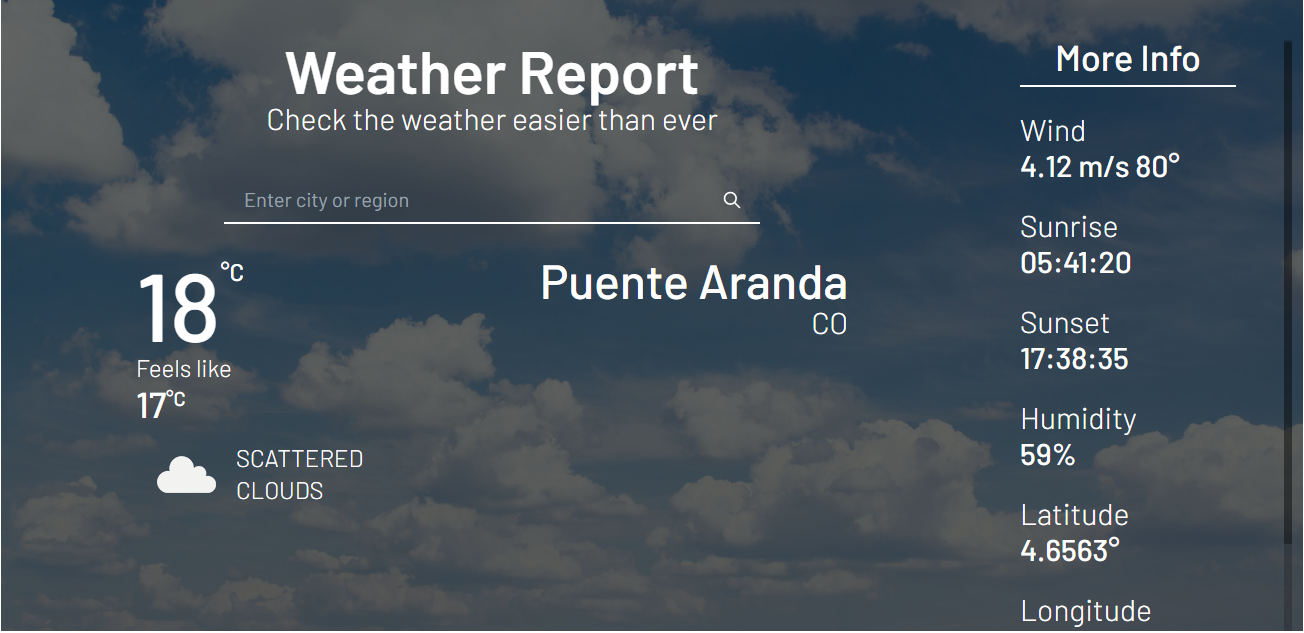 Weather Report
Check the weather easier than ever
Enter city or region
18 °C
Feels like
17°C
SCATTERED
CLOUDS
Puente Aranda
CO
More Info
Wind
4.12 m/s 80°
Sunrise
05:41:20
Sunset
17:38:35
Humidity
59%
Latitude
4.6563°
Longitude